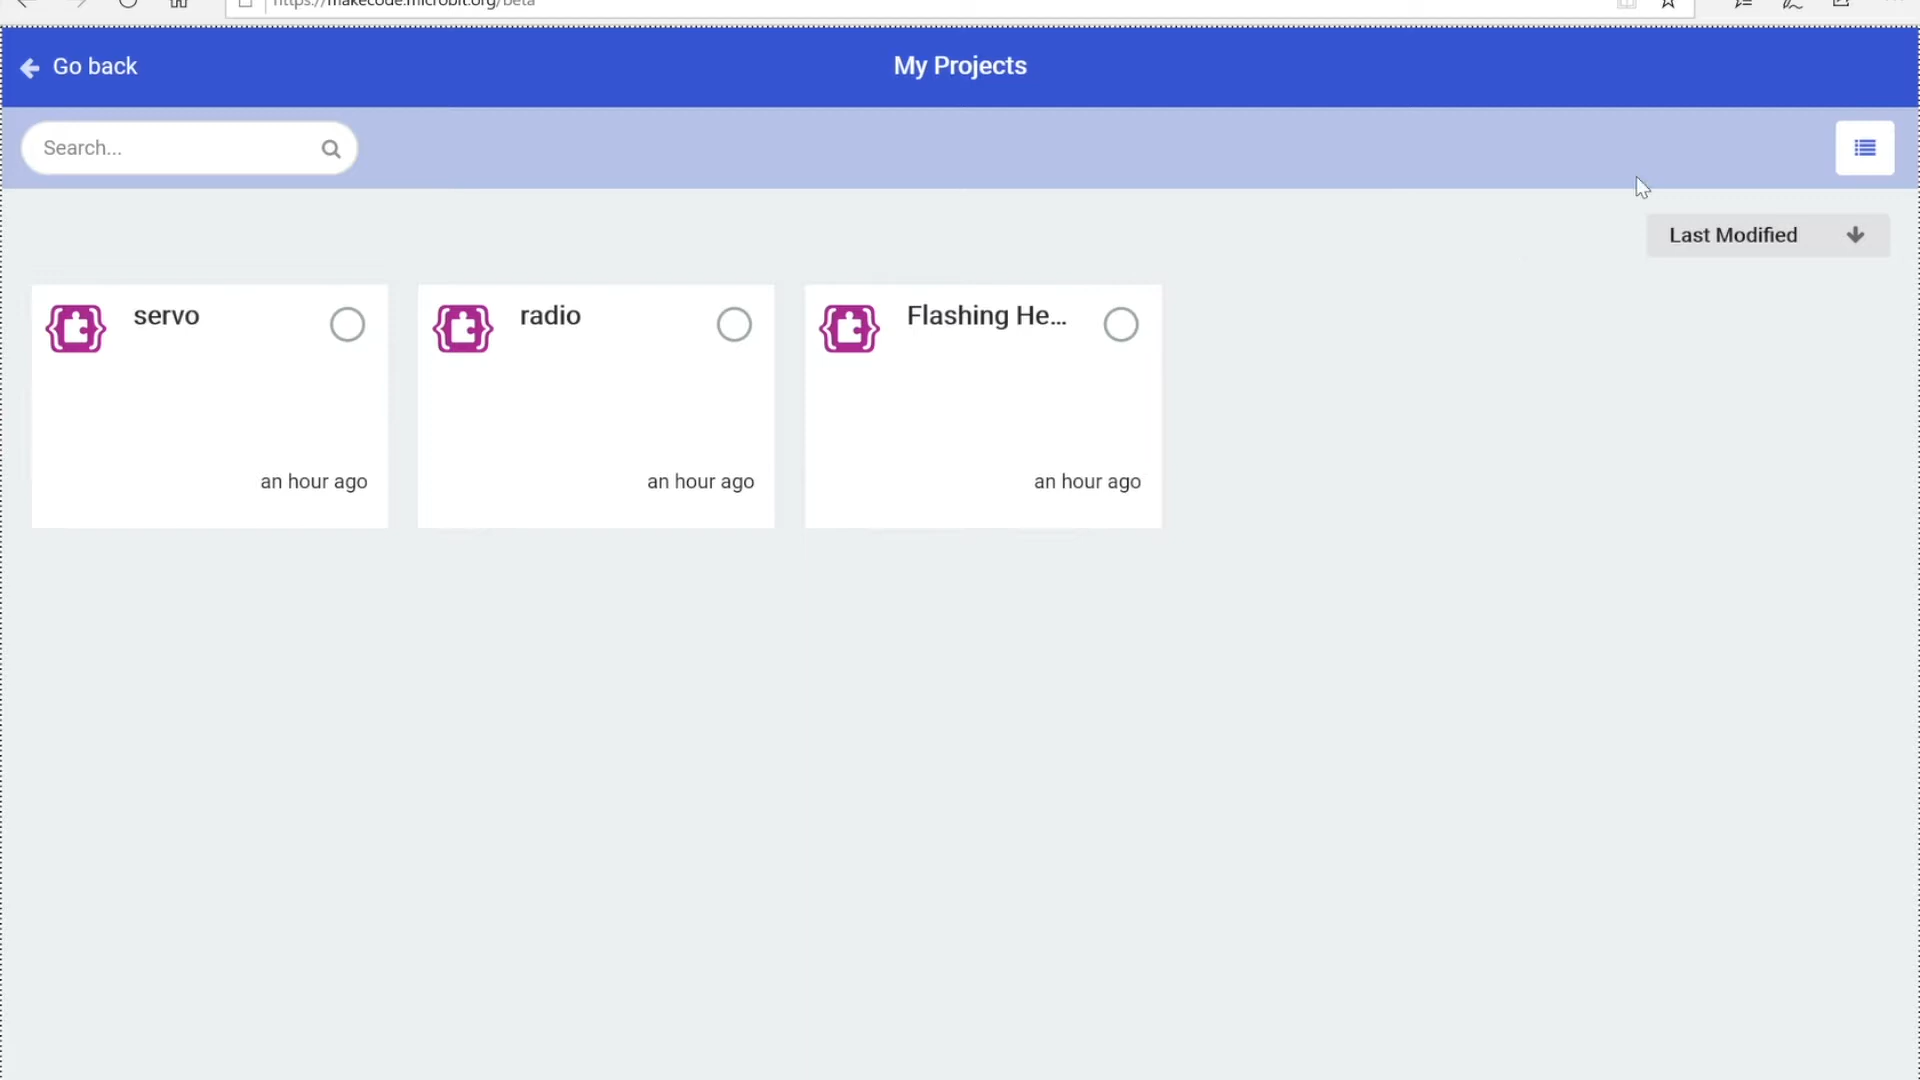 https://makecode.microbit.org/beta
Go back
My Projects
Search...
Last Modified
servo
radio
Flashing He...
an hour ago
an hour ago
an hour ago